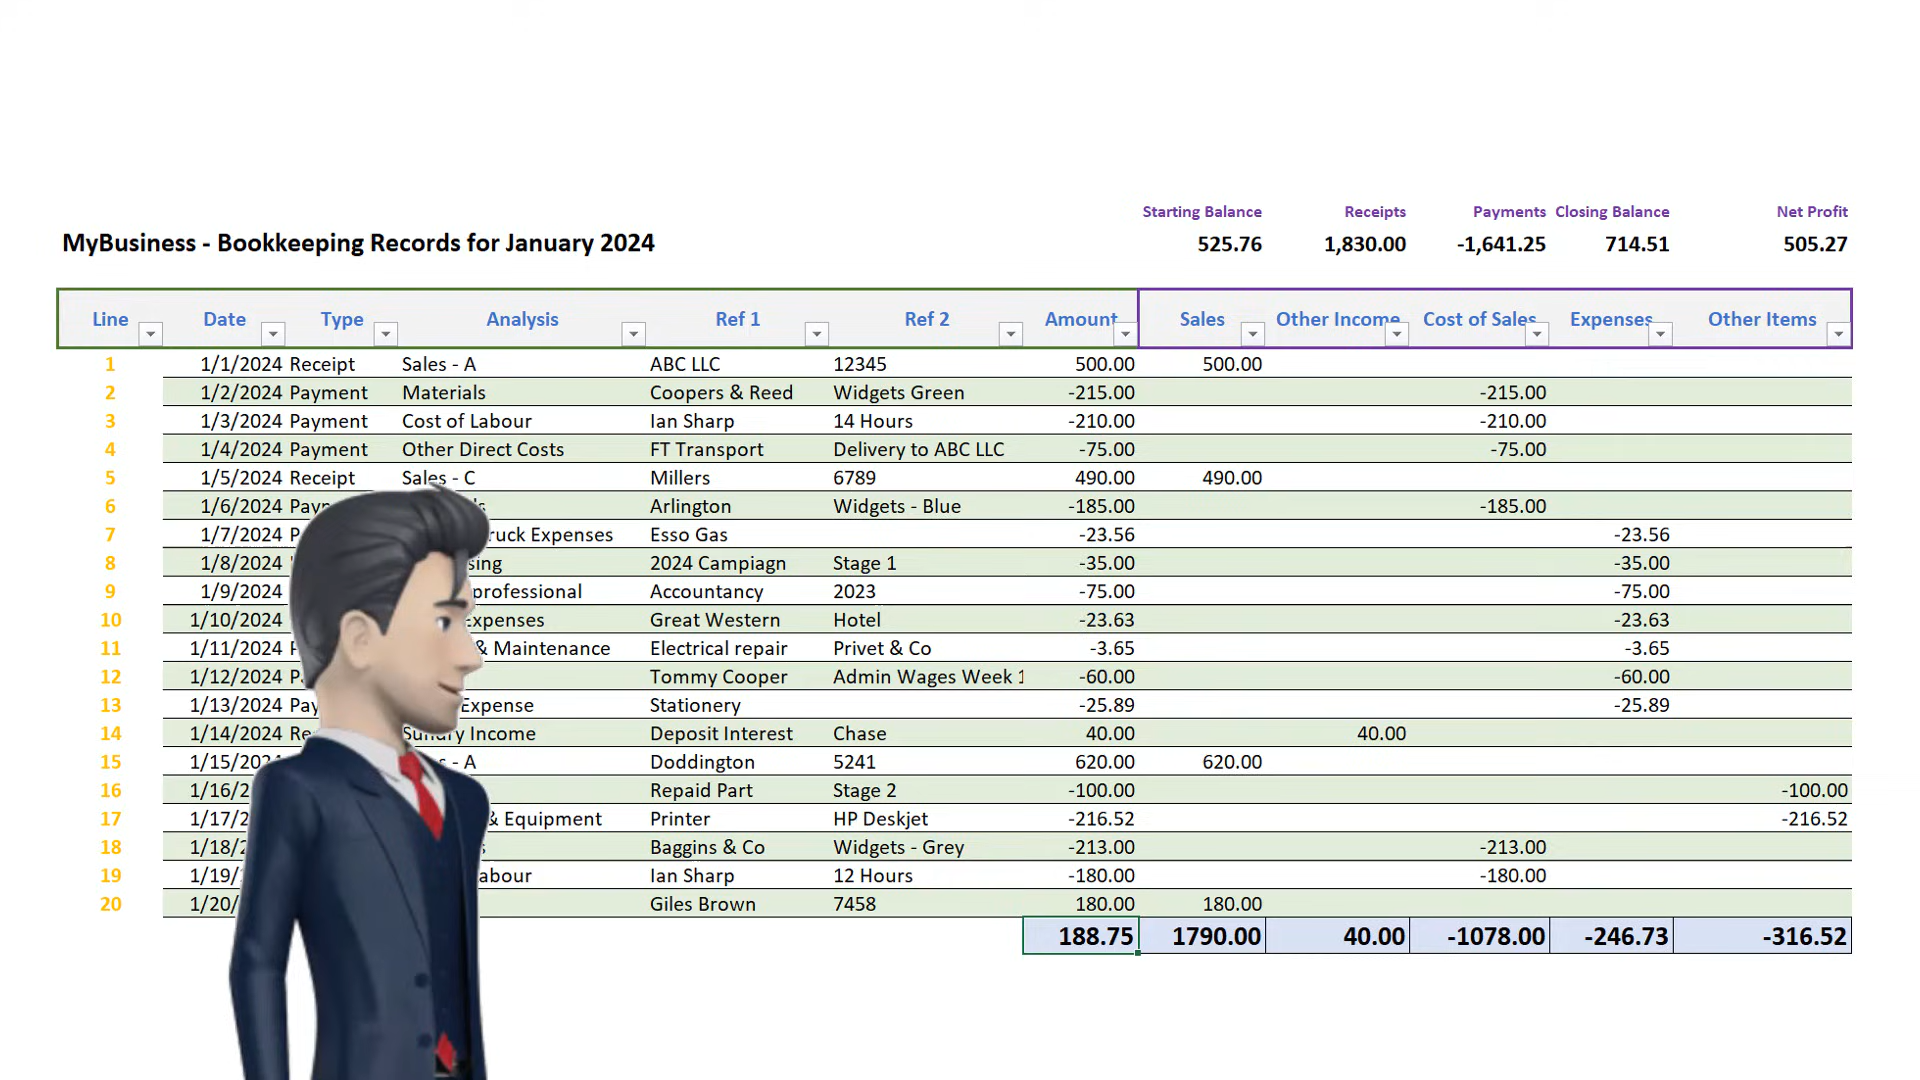 Starting Balance Receipts Payments Closing Balance Net Profit
MyBusiness - Bookkeeping Records for January 2024 525.76 1,830.00 -1,641.25 714.51 505.27
Line Date Type Analysis Ref 1 Ref 2 Amount Sales Other Income Cost of Sales Expenses Other Items
1 1/1/2024 Receipt Sales - A ABC LLC 12345 500.00 500.00
2 1/2/2024 Payment Materials Coopers & Reed Widgets Green -215.00 -215.00
3 1/3/2024 Payment Cost of Labour Ian Sharp 14 Hours -210.00 -210.00
4 1/4/2024 Payment Other Direct Costs FT Transport Delivery to ABC LLC -75.00 -75.00
5 1/5/2024 Receipt Sales - C Millers 6789 490.00 490.00
6 1/6/2024 Arlington Widgets - Blue -185.00 -185.00
7 1/7/2024 Expenses Esso Gas -23.56 -23.56
8 1/8/2024 2024 Campiagn Stage 1 -35.00 -35.00
9 1/9/2024 professional Accountancy 2023 -75.00 -75.00
10 1/10/2024 Expenses Great Western Hotel -23.63 -23.63
11 1/11/2024 & Maintenance Electrical repair Privet & Co -3.65 -3.65
12 1/12/2024 Tommy Cooper Admin Wages Week 1 -60.00 -60.00
13 1/13/2024 Expense Stationery -25.89 -25.89
14 1/14/2024 Sundry Income Deposit Interest Chase 40.00 40.00
15 - A Doddington 5241 620.00 620.00
16 Repaid Part Stage 2 -100.00 -100.00
17 & Equipment Printer HP Deskjet -216.52 -216.52
18 Baggins & Co Widgets - Grey -213.00 -213.00
19 Ian Sharp 12 Hours -180.00 -180.00
20 Giles Brown 7458 180.00 180.00
188.75 1790.00 40.00 -1078.00 -246.73 -316.52